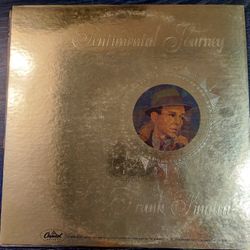 Sentimental Journey
Frank Sinatra
Capitol